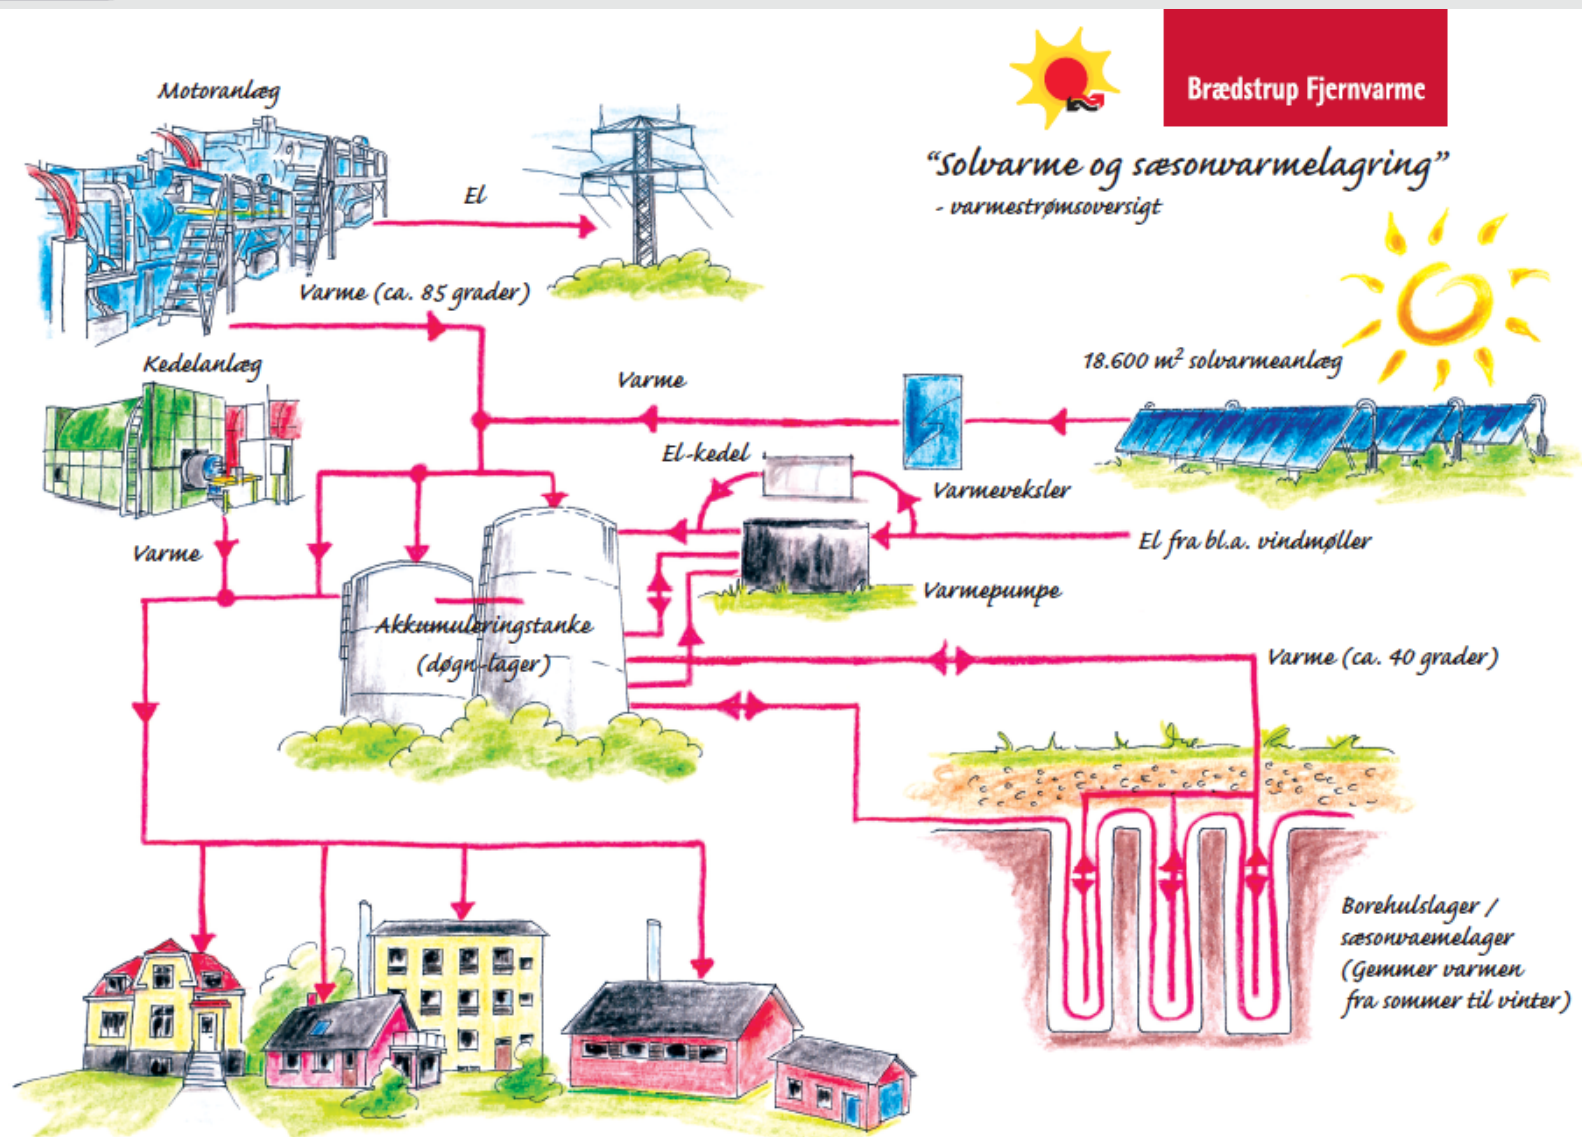 Brædstrup Fjernvarme
"Solvarme og sæsonvarmelagring"
- varmestrømsoversigt
Motoranlæg
El
Varme (ca. 85 grader)
Kedelanlæg
Varme
18.600 m² solvarmeanlæg
El-kedel
Varmeveksler
Varme
El fra bl.a. vindmøller
Varmepumpe
Akkumuleringstanke
(døgn-lager)
Varme (ca. 40 grader)
Borehulslager /
sæsonvaemelager
(Gemmer varmen
fra sommer til vinter)